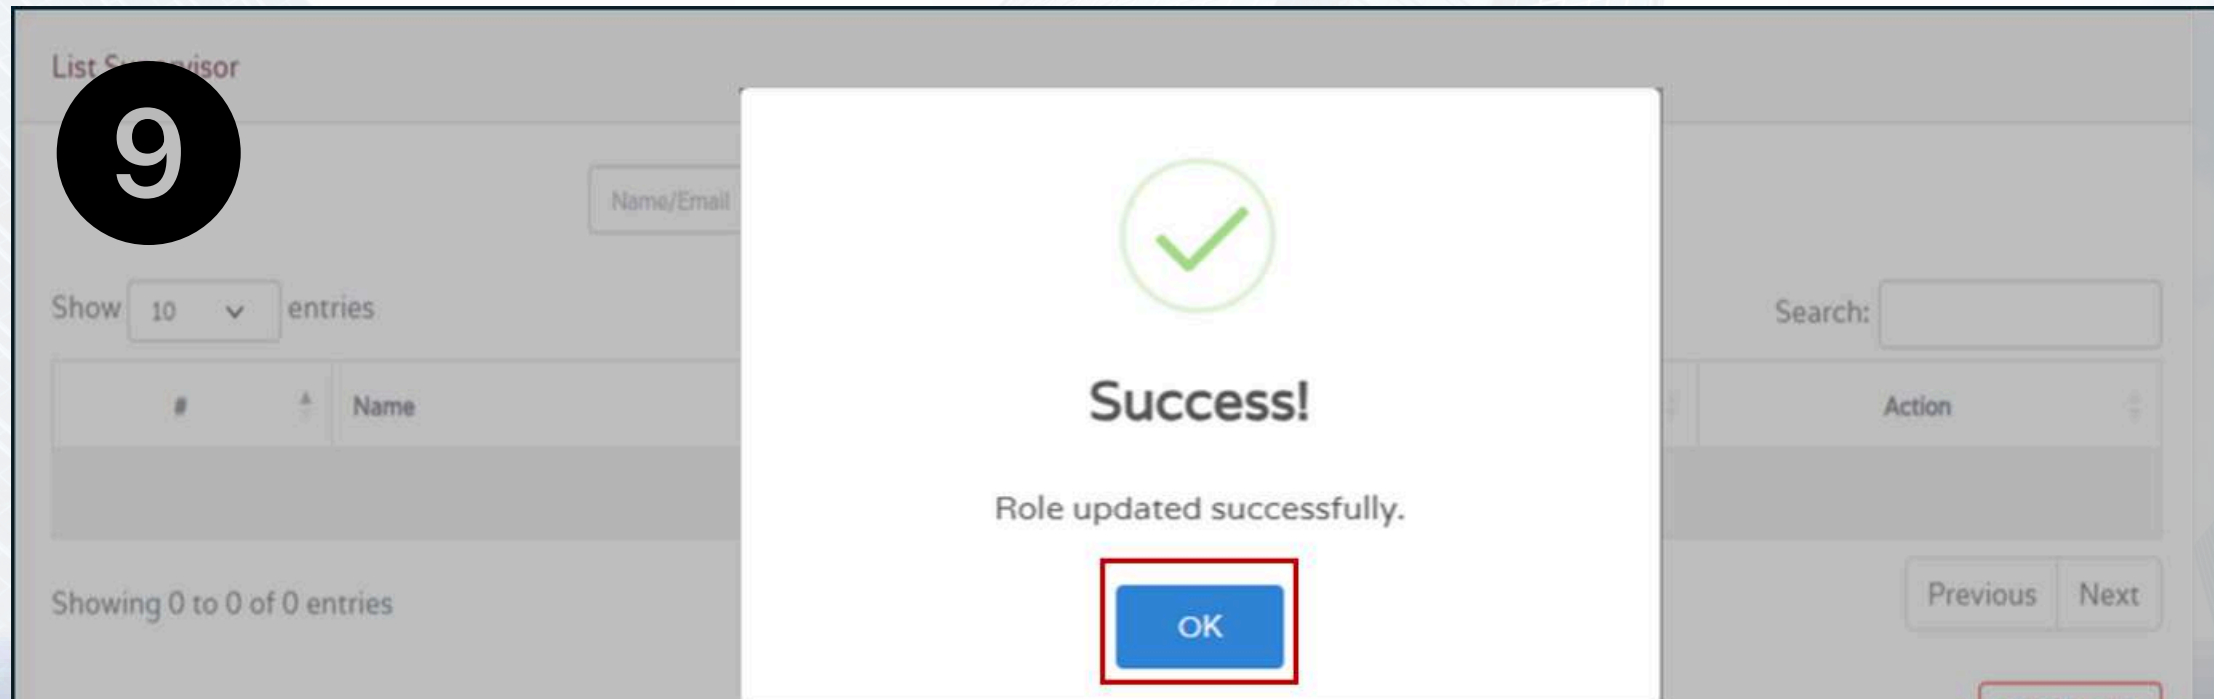 List Supervisor
9
Name/Email
Show 10 entries
Search:
# Name Action
Success!
Role updated successfully.
OK
Showing 0 to 0 of 0 entries
Previous Next